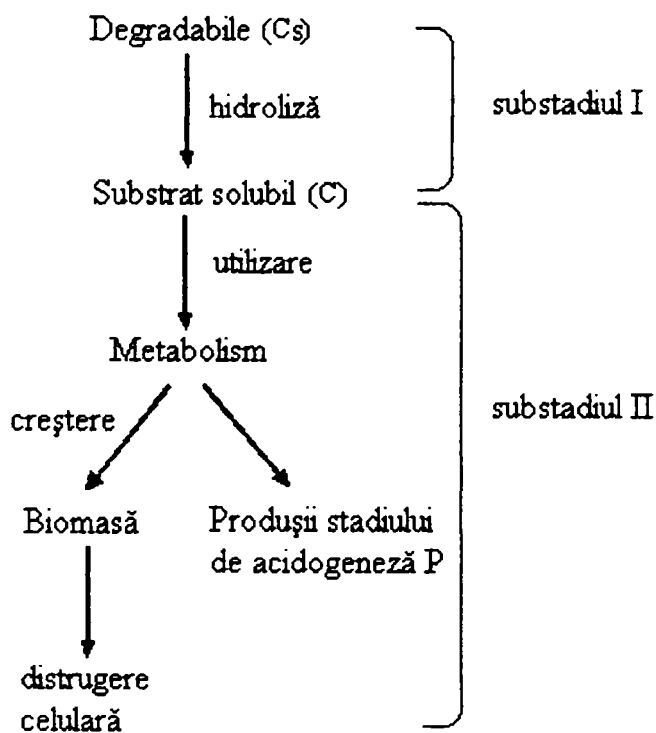 Degradabile (Cs)
hidroliză
substadiul I
Substrat solubil (C)
utilizare
Metabolism
creştere
substadiul II
Biomasă
Produşii stadiului
de acidogeneză P
distrugere
celulară